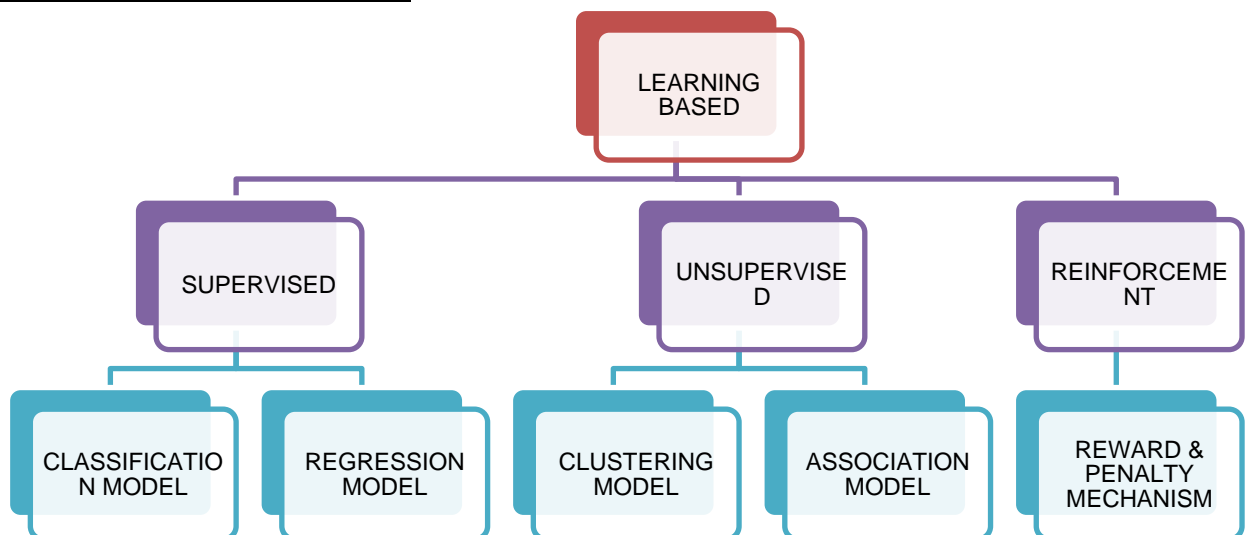 LEARNING
BASED
SUPERVISED
UNSUPERVISE
D
REINFORCEME
NT
CLASSIFICATIO
N MODEL
REGRESSION
MODEL
CLUSTERING
MODEL
ASSOCIATION
MODEL
REWARD &
PENALTY
MECHANISM